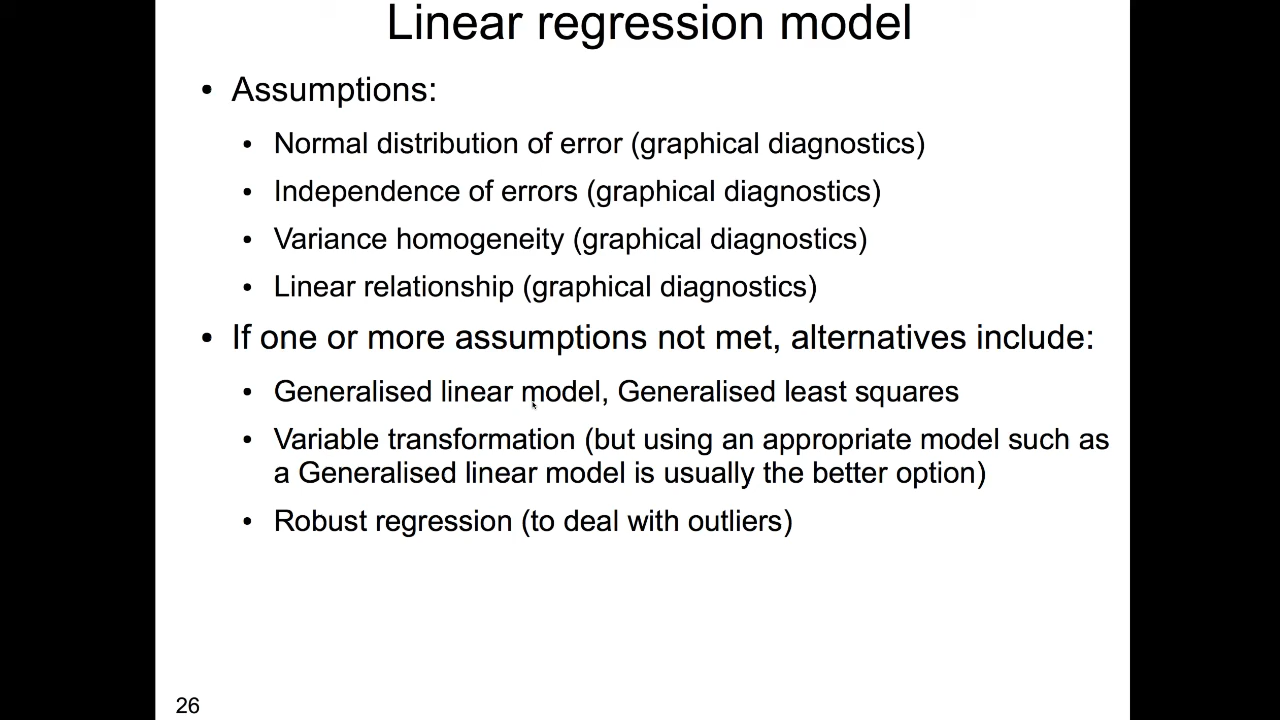 Linear regression model
• Assumptions:
• Normal distribution of error (graphical diagnostics)
• Independence of errors (graphical diagnostics)
• Variance homogeneity (graphical diagnostics)
• Linear relationship (graphical diagnostics)
• If one or more assumptions not met, alternatives include:
• Generalised linear model, Generalised least squares
• Variable transformation (but using an appropriate model such as
a Generalised linear model is usually the better option)
• Robust regression (to deal with outliers)
26